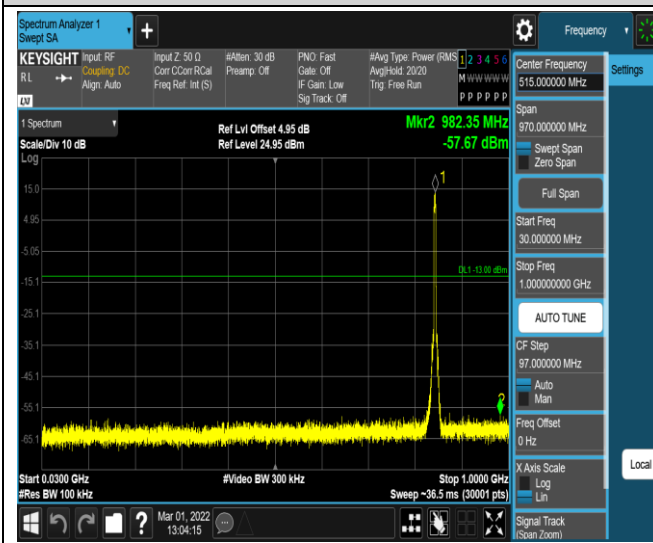 Spectrum Analyzer 1
Swept SA
Frequency
KEYSIGHT
RL
LXI
Input: RF
Coupling: DC
Align: Auto
Input Z: 50 Ω
Corr CCorr RCal
Freq Ref: Int (S)
#Atten: 30 dB
Preamp: Off
PNO: Fast
Gate: Off
IF Gain: Low
Sig Track: Off
#Avg Type: Power (RMS
Avg|Hold: 20/20
Trig: Free Run
1 2 3 4 5 6
M W W W W W
P P P P P P
1 Spectrum
Scale/Div 10 dB
Log
Ref Lvl Offset 4.95 dB
Ref Level 24.95 dBm
Mkr2 982.35 MHz
-57.67 dBm
15.0
4.95
-5.05
-15.1
-25.1
-35.1
-45.1
-55.1
-65.1
1
DL1 -13.00 dBm
2
Start 0.0300 GHz
#Res BW 100 kHz
#Video BW 300 kHz
Stop 1.0000 GHz
Sweep ~36.5 ms (30001 pts)
Mar 01, 2022
13:04:15
Center Frequency
515.000000 MHz
Settings
Span
970.000000 MHz
Swept Span
Zero Span
Full Span
Start Freq
30.000000 MHz
Stop Freq
1.000000000 GHz
AUTO TUNE
CF Step
97.000000 MHz
Auto
Man
Freq Offset
0 Hz
X Axis Scale
Log
Lin
Local
Signal Track
(Span Zoom)